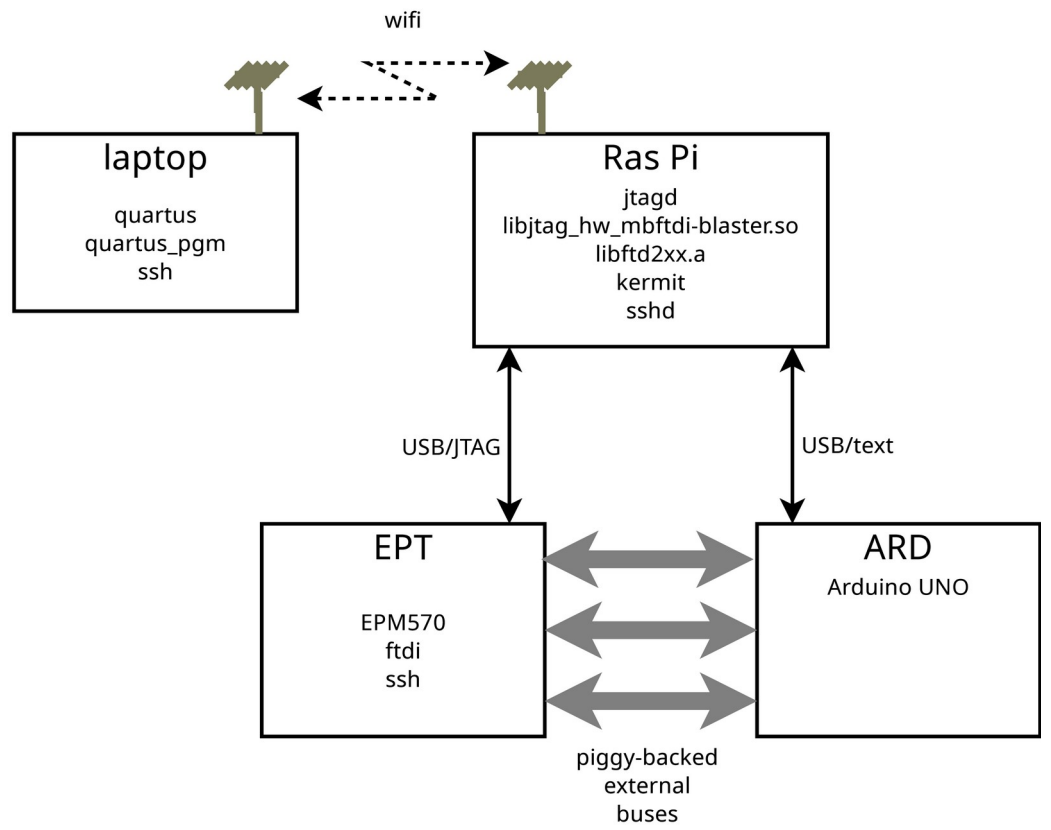 wifi
laptop
quartus
quartus_pgm
ssh
Ras Pi
jtagd
libjtag_hw_mbftdi-blaster.so
libftd2xx.a
kermit
sshd
USB/JTAG
USB/text
EPT
EPM570
ftdi
ssh
ARD
Arduino UNO
piggy-backed
external
buses